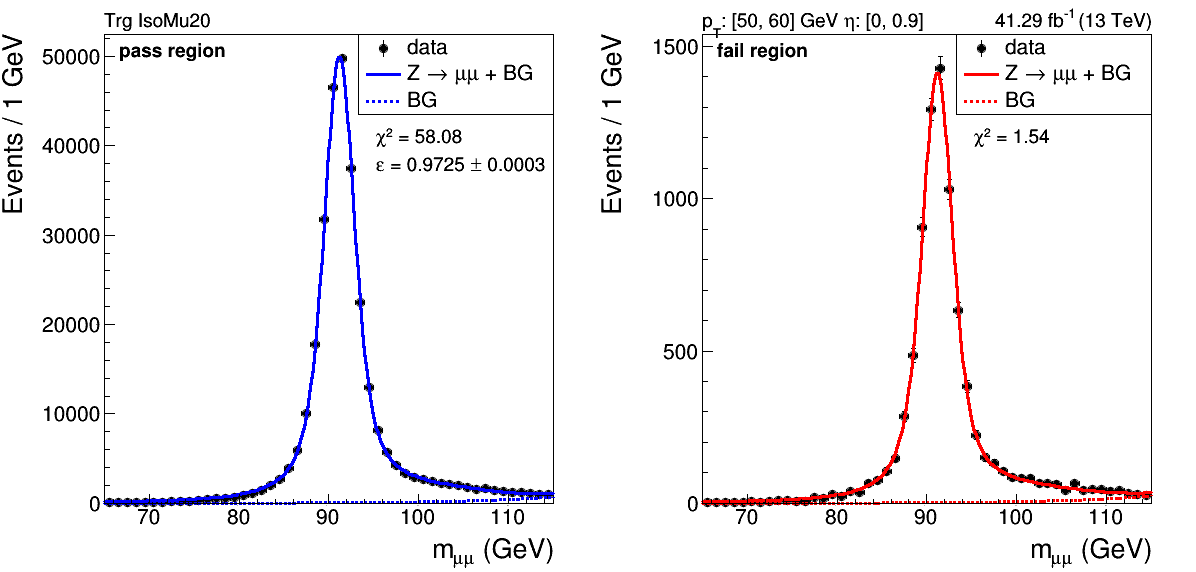 Trg IsoMu20
pass region
data
Z → μμ + BG
BG
χ² = 58.08
ε = 0.9725 ± 0.0003
Events / 1 GeV
50000
40000
30000
20000
10000
0
70 80 90 100 110
mμμ (GeV)
pT: [50, 60] GeV η: [0, 0.9] 41.29 fb⁻¹ (13 TeV)
fail region
data
Z → μμ + BG
BG
χ² = 1.54
Events / 1 GeV
1500
1000
500
0
70 80 90 100 110
mμμ (GeV)